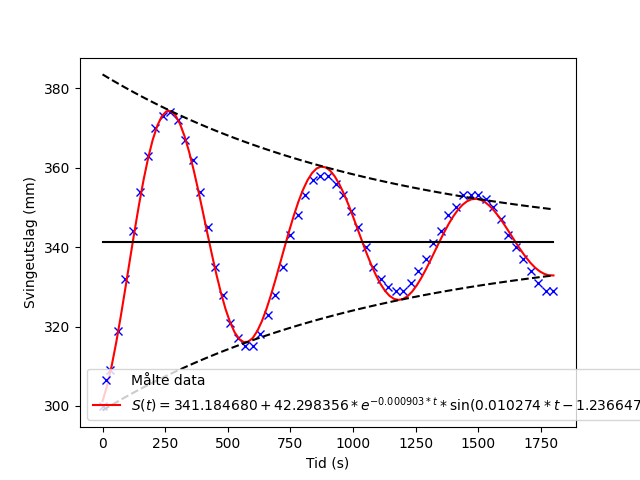 380
360
340
320
300
Svingeutslag (mm)
Målte data
S(t) = 341.184680 + 42.298356 * e^{-0.000903 * t} * sin(0.010274 * t - 1.236647
0 250 500 750 1000 1250 1500 1750
Tid (s)